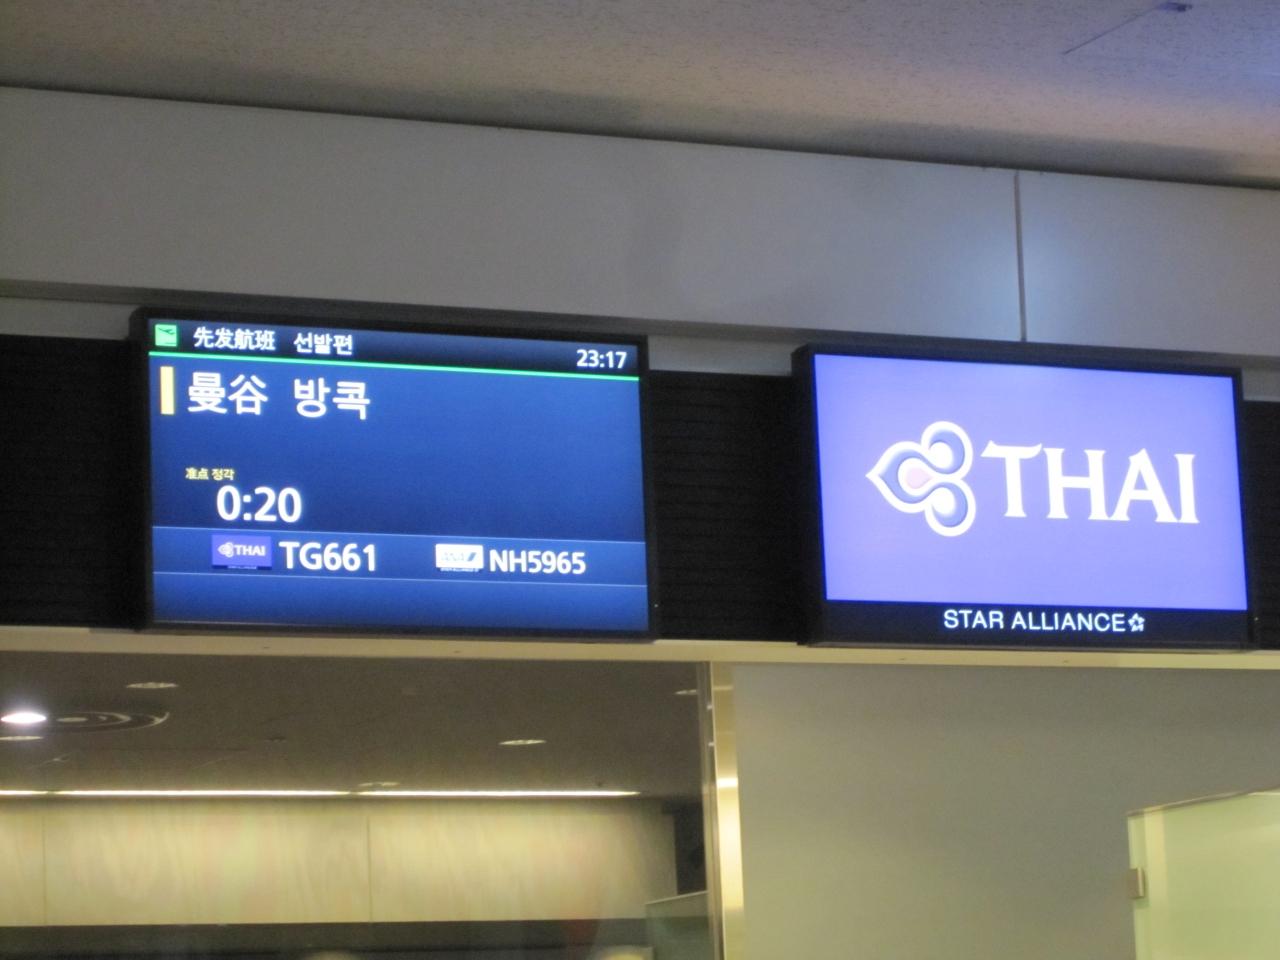 先发航班 선발편
23:17
曼谷 방콕
准点 정각
0:20
THAI TG661
NH5965
THAI
STAR ALLIANCE